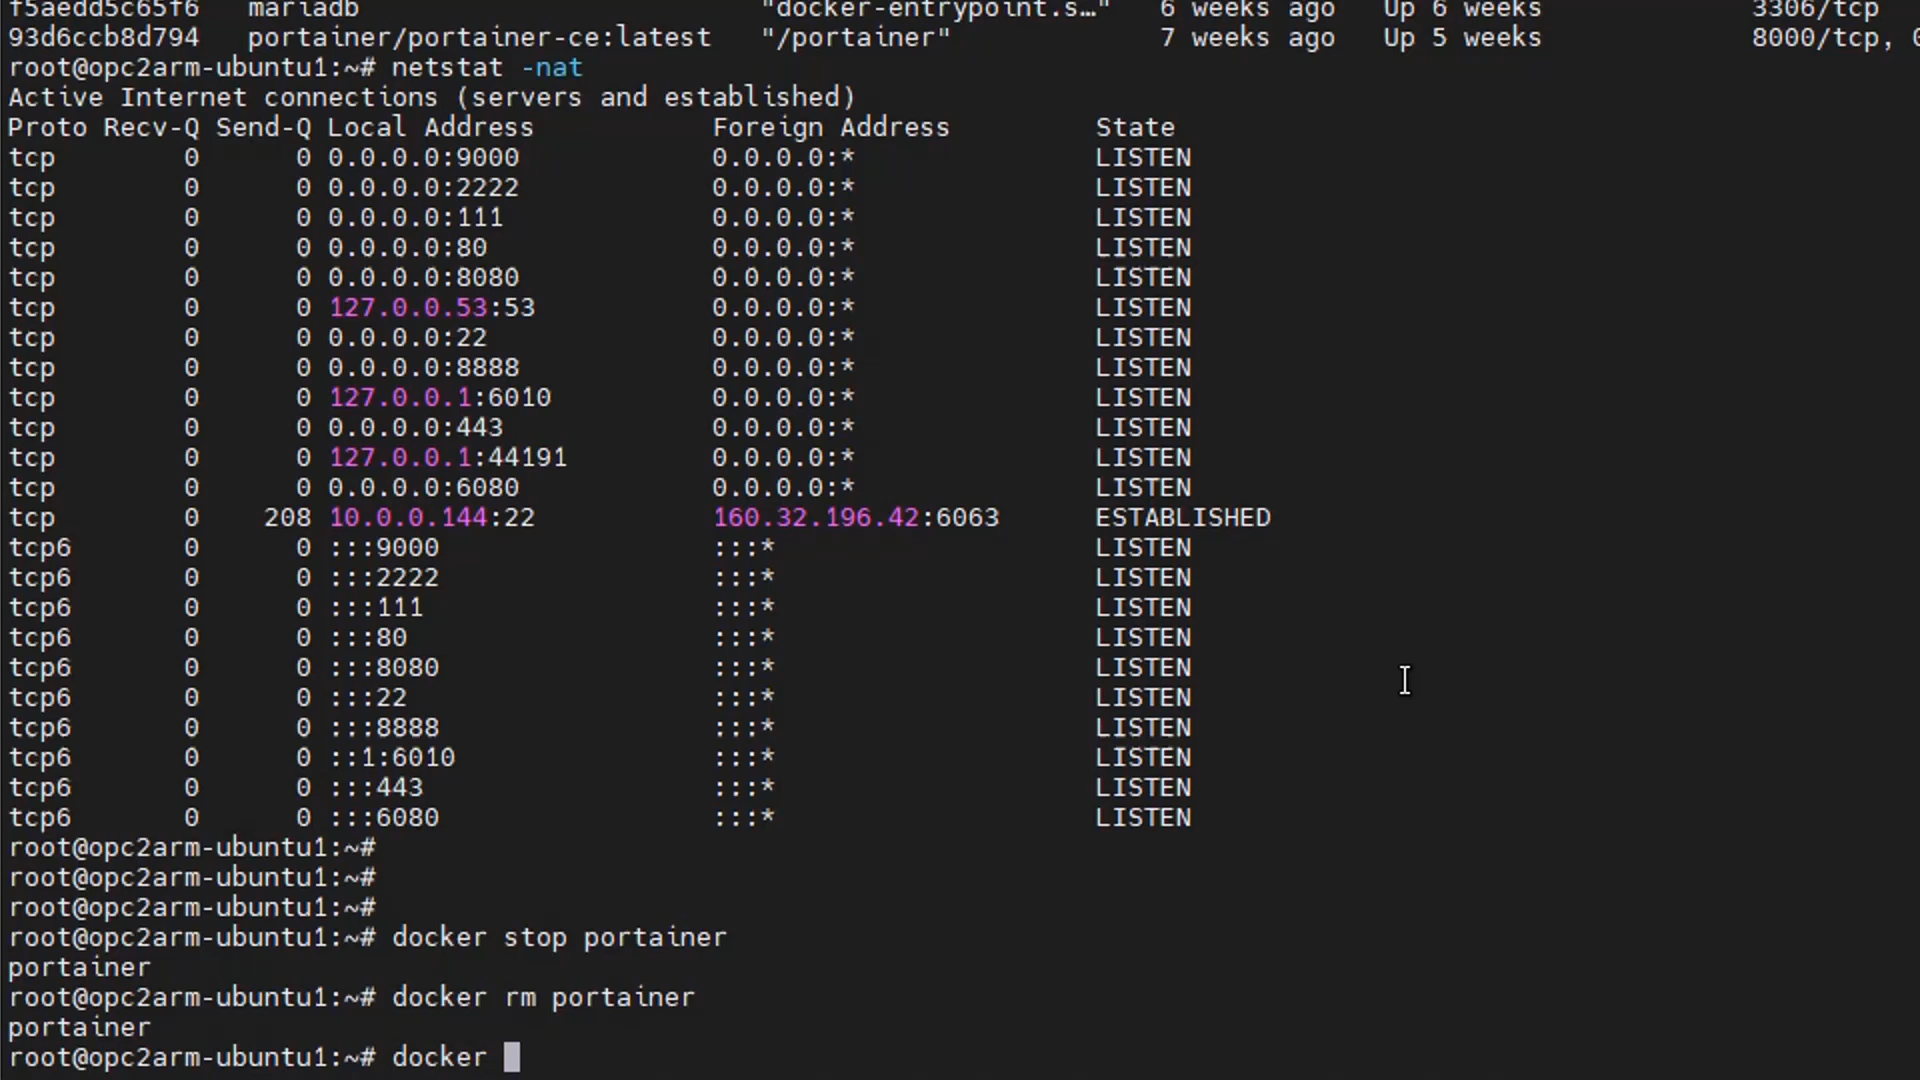 f5aedd5c65f6 mariadb "docker-entrypoint.s…" 6 weeks ago Up 6 weeks 3306/tcp
93d6ccb8d794 portainer/portainer-ce:latest "/portainer" 7 weeks ago Up 5 weeks 8000/tcp, 0
root@opc2arm-ubuntu1:~# netstat -nat
Active Internet connections (servers and established)
Proto Recv-Q Send-Q Local Address Foreign Address State
tcp 0 0 0.0.0.0:9000 0.0.0.0:* LISTEN
tcp 0 0 0.0.0.0:2222 0.0.0.0:* LISTEN
tcp 0 0 0.0.0.0:111 0.0.0.0:* LISTEN
tcp 0 0 0.0.0.0:80 0.0.0.0:* LISTEN
tcp 0 0 0.0.0.0:8080 0.0.0.0:* LISTEN
tcp 0 0 127.0.0.53:53 0.0.0.0:* LISTEN
tcp 0 0 0.0.0.0:22 0.0.0.0:* LISTEN
tcp 0 0 0.0.0.0:8888 0.0.0.0:* LISTEN
tcp 0 0 127.0.0.1:6010 0.0.0.0:* LISTEN
tcp 0 0 0.0.0.0:443 0.0.0.0:* LISTEN
tcp 0 0 127.0.0.1:44191 0.0.0.0:* LISTEN
tcp 0 0 0.0.0.0:6080 0.0.0.0:* LISTEN
tcp 0 208 10.0.0.144:22 160.32.196.42:6063 ESTABLISHED
tcp6 0 0 :::9000 :::* LISTEN
tcp6 0 0 :::2222 :::* LISTEN
tcp6 0 0 :::111 :::* LISTEN
tcp6 0 0 :::80 :::* LISTEN
tcp6 0 0 :::8080 :::* LISTEN
tcp6 0 0 :::22 :::* LISTEN
tcp6 0 0 :::8888 :::* LISTEN
tcp6 0 0 ::1:6010 :::* LISTEN
tcp6 0 0 :::443 :::* LISTEN
tcp6 0 0 :::6080 :::* LISTEN
root@opc2arm-ubuntu1:~#
root@opc2arm-ubuntu1:~#
root@opc2arm-ubuntu1:~#
root@opc2arm-ubuntu1:~# docker stop portainer
portainer
root@opc2arm-ubuntu1:~# docker rm portainer
portainer
root@opc2arm-ubuntu1:~# docker